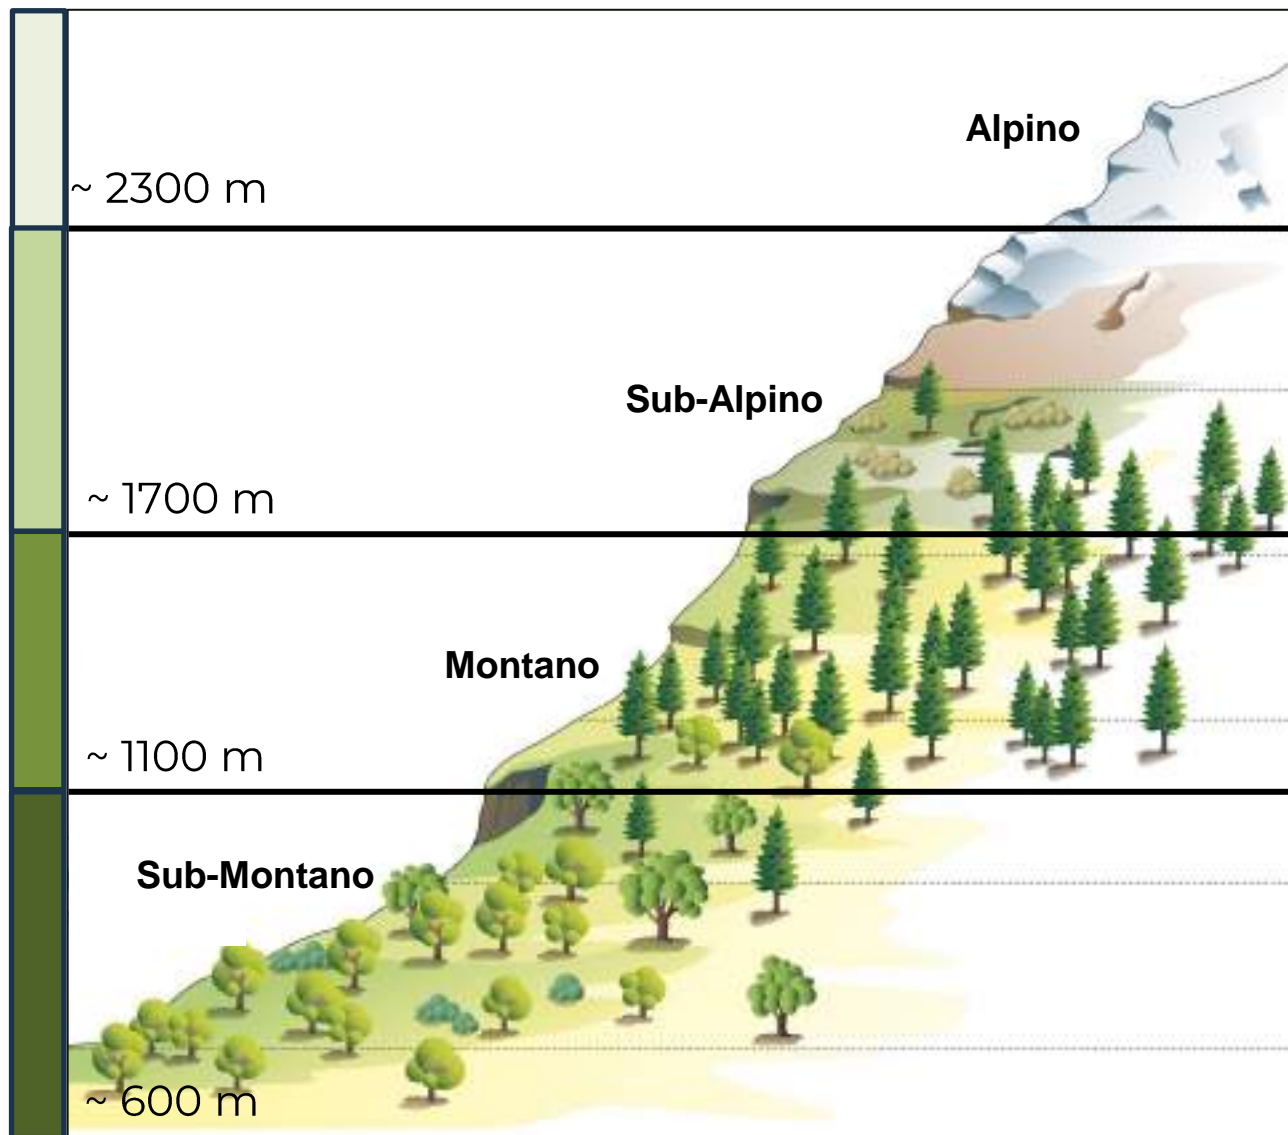 Alpino
~ 2300 m
Sub-Alpino
~ 1700 m
Montano
~ 1100 m
Sub-Montano
~ 600 m